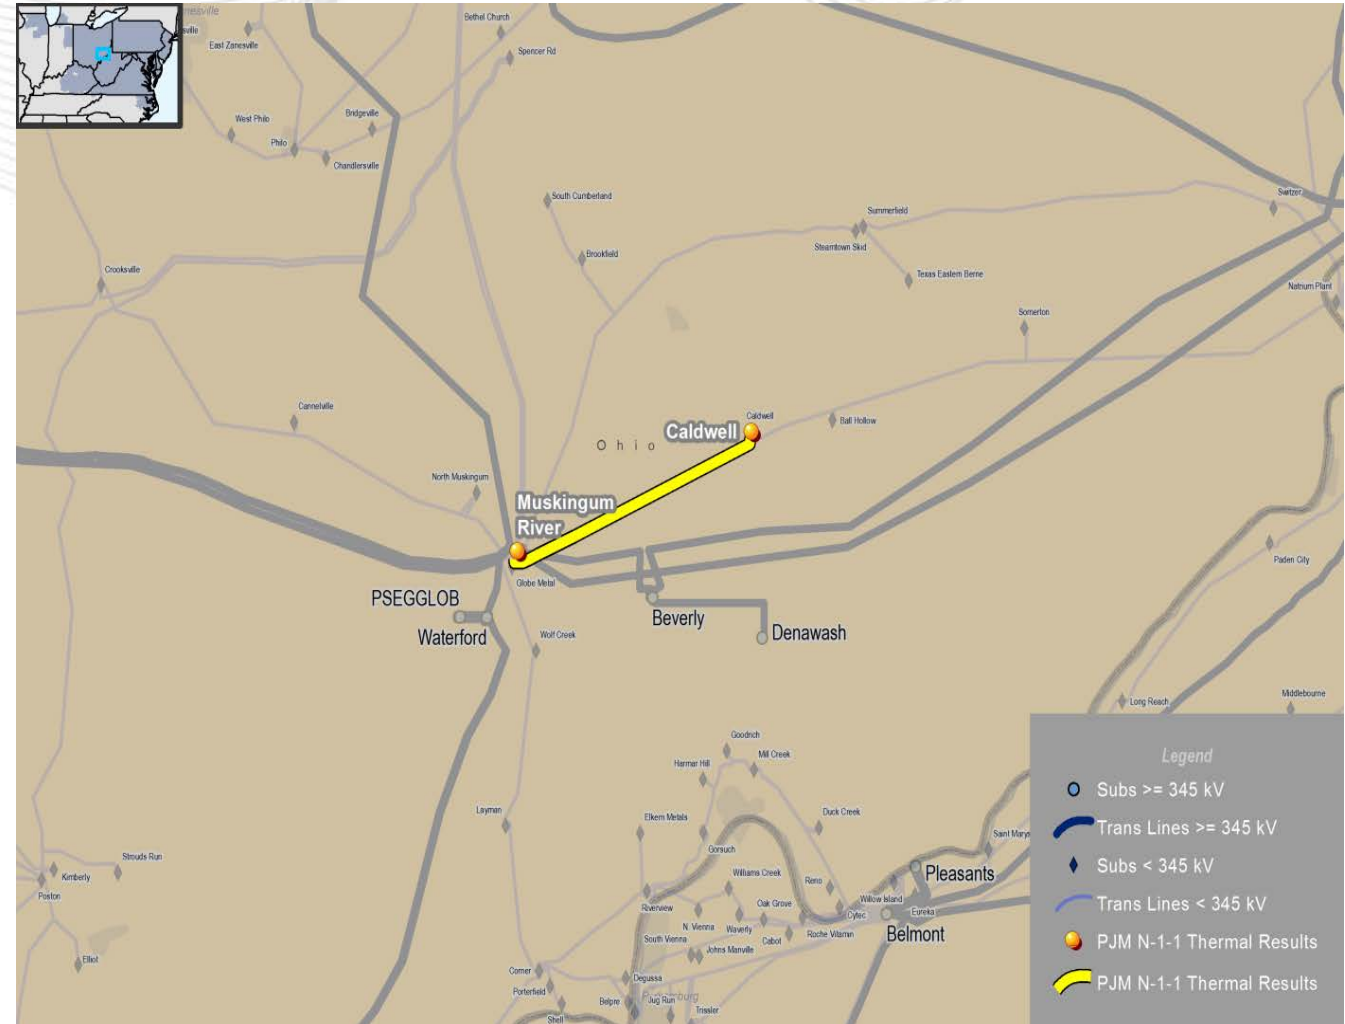 nesville
sville
East Zanesville
Bethel Church
Spencer Rd
West Philo
Bridgeville
Philo
Chandlersville
South Cumberland
Summerfield
Switzer
Steamtown Skid
Brookfield
Crooksville
Texas Eastern Berne
Natrium Plant
Somerton
Cannelville
Caldwell
Caldwell
Ball Hollow
Ohio
North Muskingum
Muskingum
River
Globe Metal
Paden City
PSEGGLOB
Waterford
Beverly
Denawash
Wolf Creek
Long Reach
Middlebourne
Goodrich
Mill Creek
Harmar Hill
Layman
Elkem Metals
Duck Creek
Saint Marys
Gorsuch
Strouds Run
Kimberly
Poston
Williams Creek
Reno
Pleasants
Willow Island
Riverview
Oak Grove
Cytec
Eureka
N. Vienna
Waverly
Roche Vitamin
Belmont
South Vienna
Cabot
Johns Manville
Elliot
Corner
Degussa
Porterfield
Belpre
Jug Run
Shell
Trissler
Legend
Subs >= 345 kV
Trans Lines >= 345 kV
Subs < 345 kV
Trans Lines < 345 kV
PJM N-1-1 Thermal Results
PJM N-1-1 Thermal Results